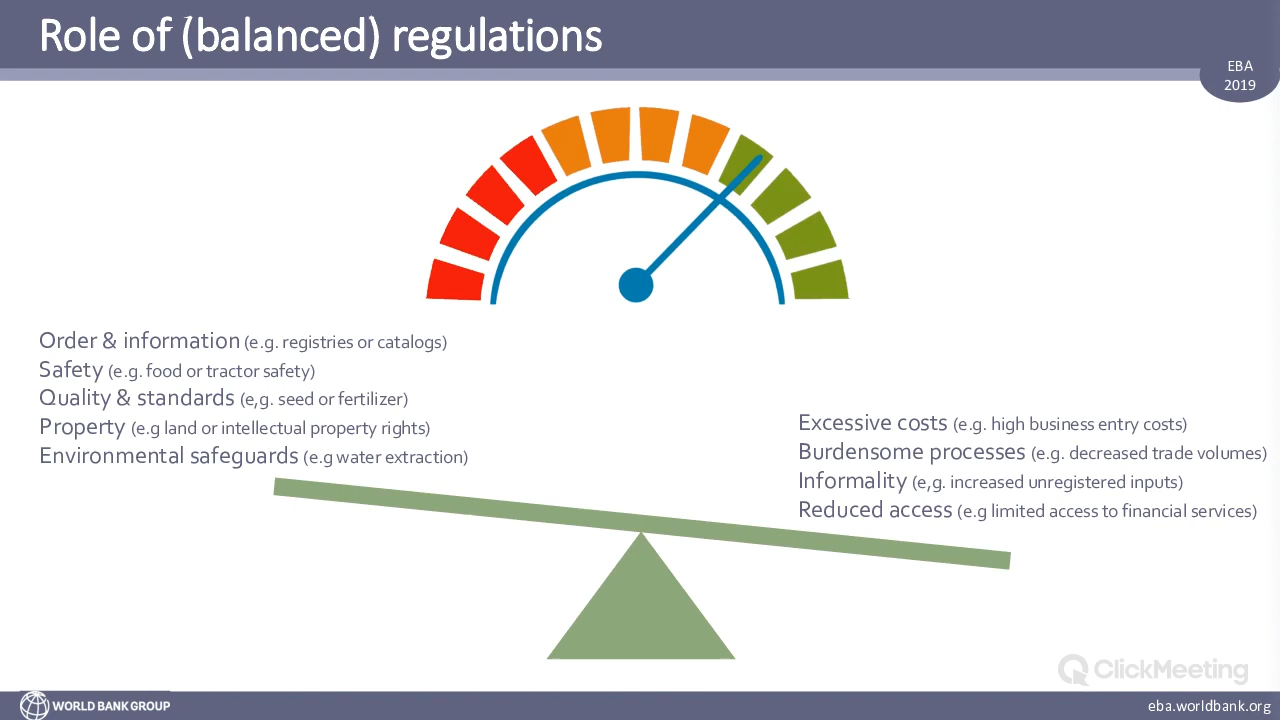 Role of (balanced) regulations
EBA
2019
Order & information (e.g. registries or catalogs)
Safety (e.g. food or tractor safety)
Quality & standards (e,g. seed or fertilizer)
Property (e.g land or intellectual property rights)
Environmental safeguards (e.g water extraction)
Excessive costs (e.g. high business entry costs)
Burdensome processes (e.g. decreased trade volumes)
Informality (e,g. increased unregistered inputs)
Reduced access (e.g limited access to financial services)
ClickMeeting
WORLD BANK GROUP
eba.worldbank.org